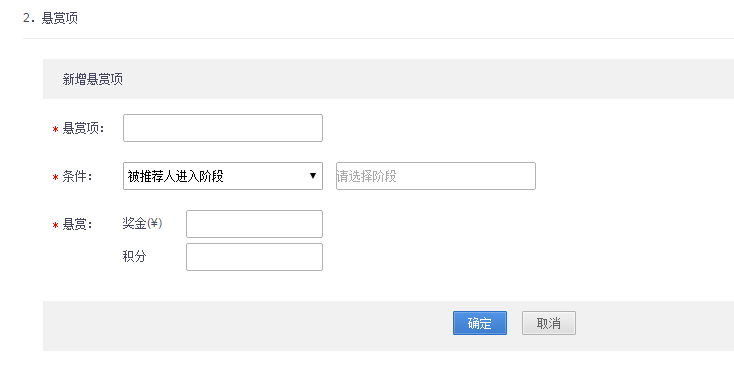 2. 悬赏项
新增悬赏项
* 悬赏项：
* 条件： 被推荐人进入阶段 请选择阶段
* 悬赏： 奖金(¥)
积分
确定 取消